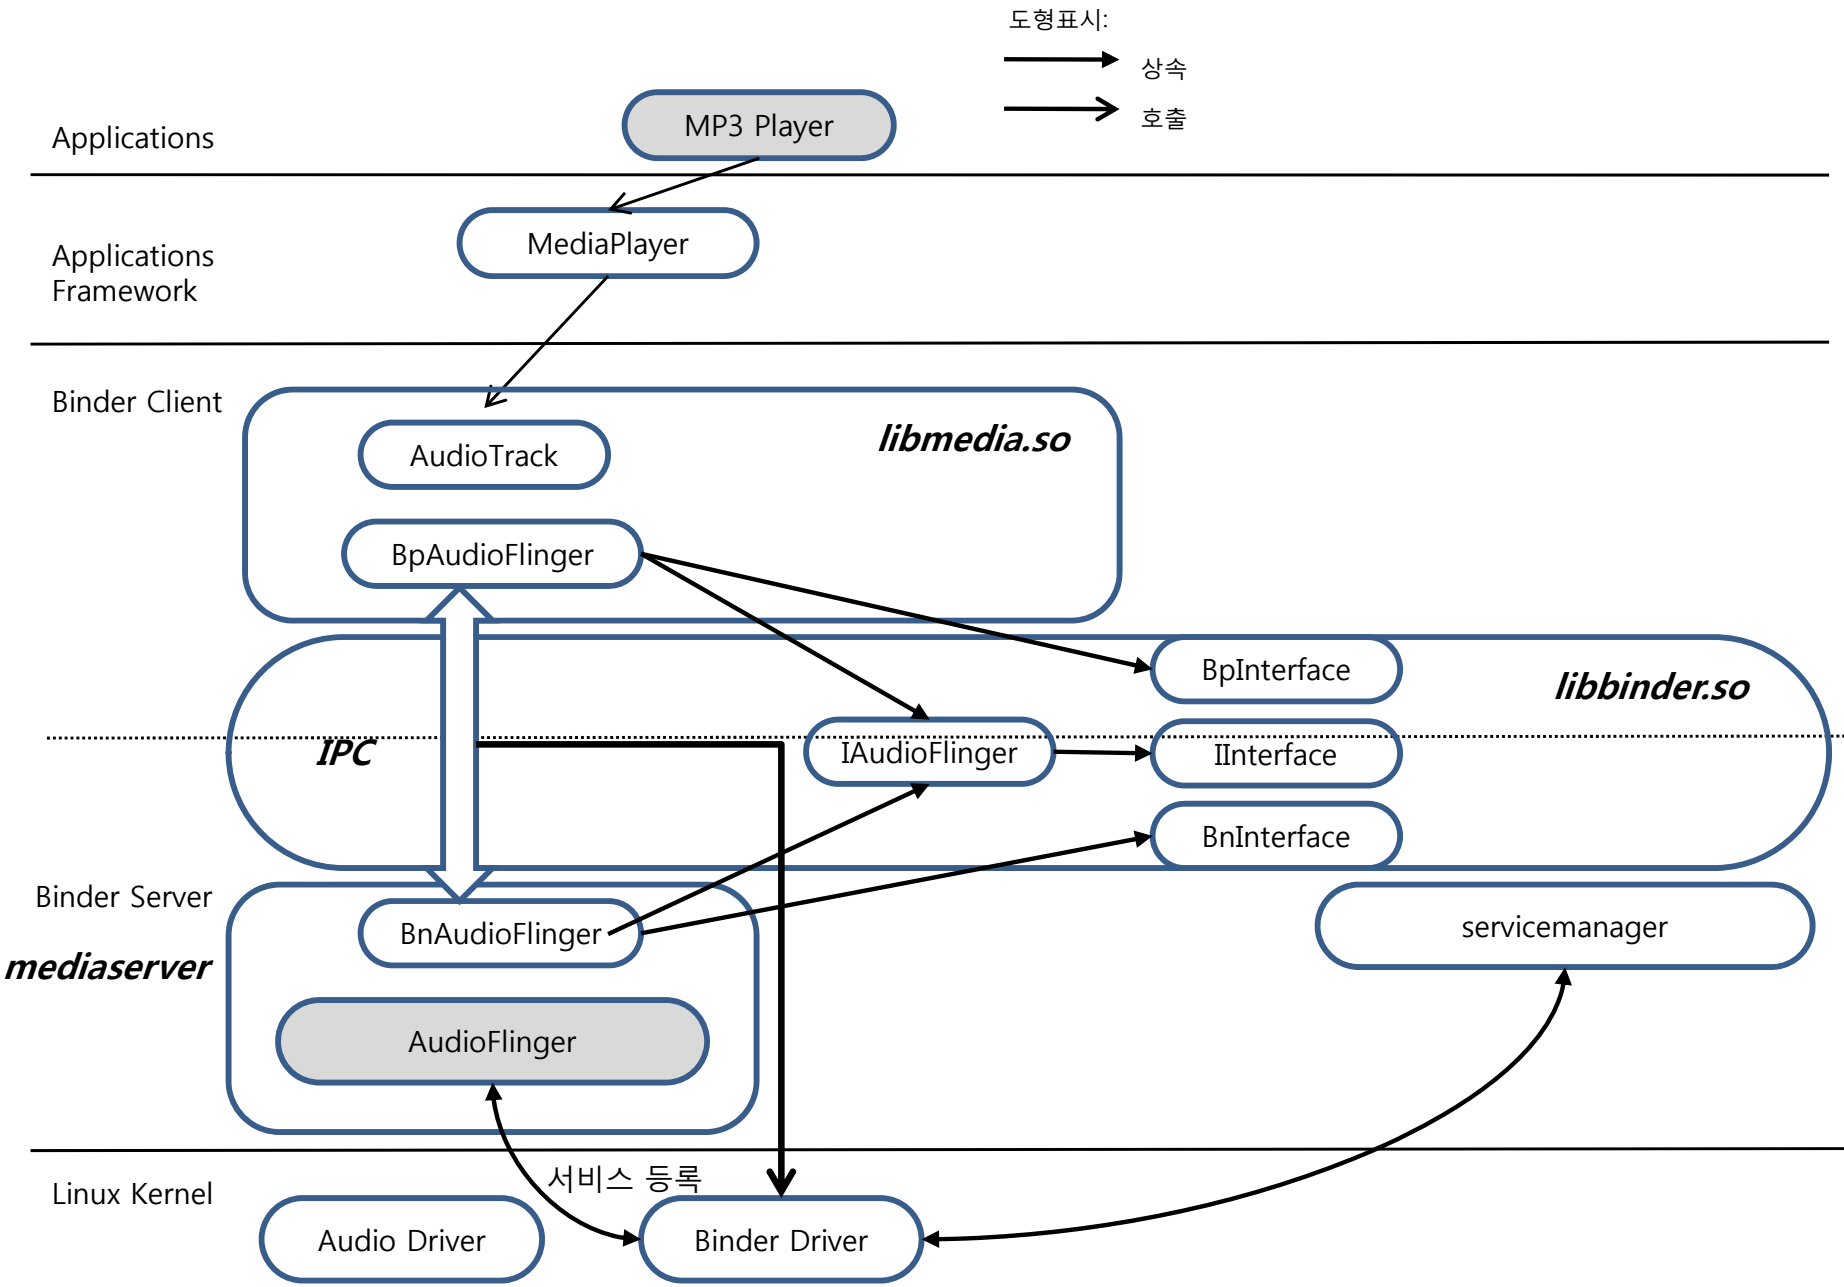 도형표시:
상속
호출
MP3 Player
Applications
MediaPlayer
Applications
Framework
Binder Client
libmedia.so
AudioTrack
BpAudioFlinger
BpInterface
libbinder.so
IPC
IAudioFlinger
IInterface
BnInterface
Binder Server
servicemanager
BnAudioFlinger
mediaserver
AudioFlinger
서비스 등록
Linux Kernel
Audio Driver
Binder Driver